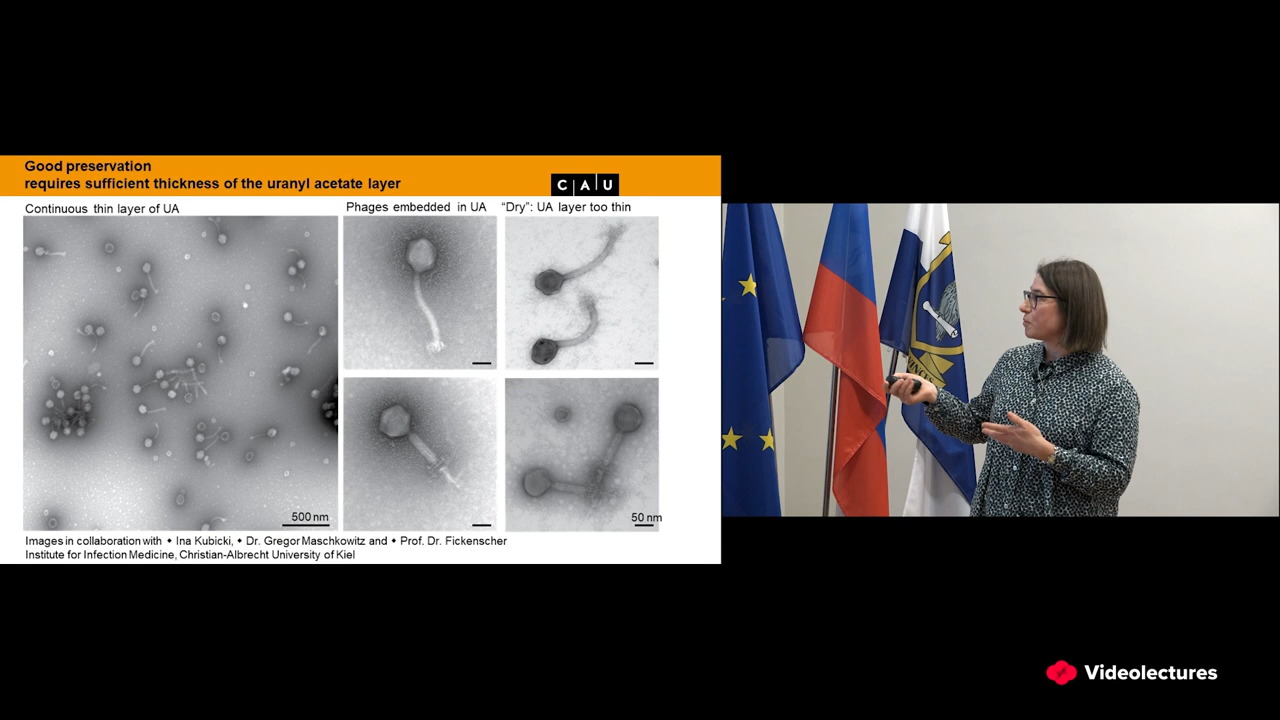 Good preservation
requires sufficient thickness of the uranyl acetate layer
C A U
Continuous thin layer of UA
Phages embedded in UA
“Dry”: UA layer too thin
500 nm
50 nm
Images in collaboration with ⬥ Ina Kubicki, ⬥ Dr. Gregor Maschkowitz and ⬥ Prof. Dr. Fickenscher
Institute for Infection Medicine, Christian-Albrecht University of Kiel
Videolectures